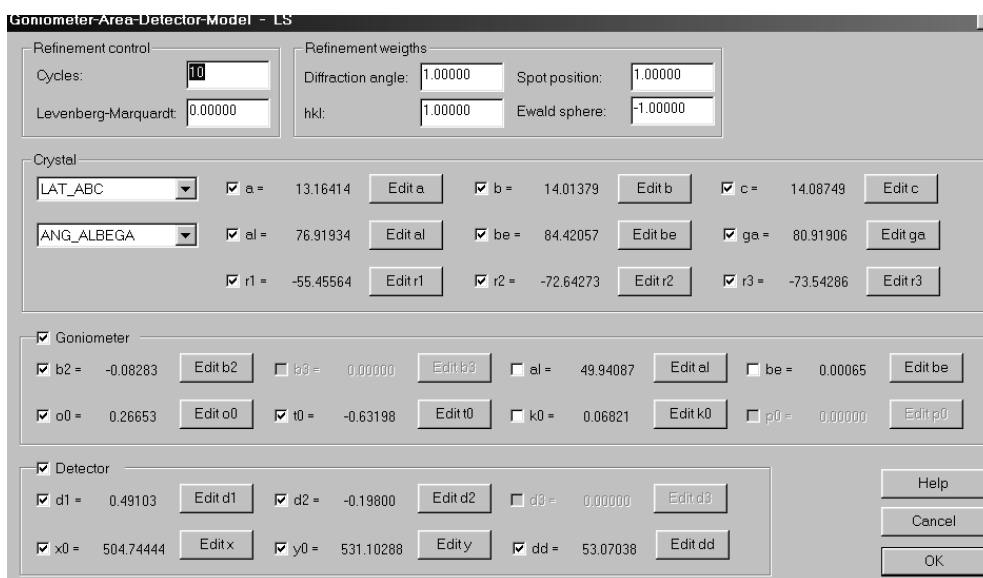 Goniometer-Area-Detector-Model - LS
Refinement control
Refinement weigths
Cycles: 10
Diffraction angle: 1.00000 Spot position: 1.00000
Levenberg-Marquardt: 0.00000
hkl: 1.00000 Ewald sphere: -1.00000
Crystal
LAT_ABC a = 13.16414 Edit a b = 14.01379 Edit b c = 14.08749 Edit c
ANG_ALBEGA al = 76.91934 Edit al be = 84.42057 Edit be ga = 80.91906 Edit ga
r1 = -55.45564 Edit r1 r2 = -72.64273 Edit r2 r3 = -73.54286 Edit r3
Goniometer
b2 = -0.08283 Edit b2 b3 = 0.00000 Edit b3 al = 49.94087 Edit al be = 0.00065 Edit be
o0 = 0.26653 Edit o0 t0 = -0.63198 Edit t0 k0 = 0.06821 Edit k0 p0 = 0.00000 Edit p0
Detector
d1 = 0.49103 Edit d1 d2 = -0.19800 Edit d2 d3 = 0.00000 Edit d3
x0 = 504.74444 Edit x y0 = 531.10288 Edit y dd = 53.07038 Edit dd
Help
Cancel
OK